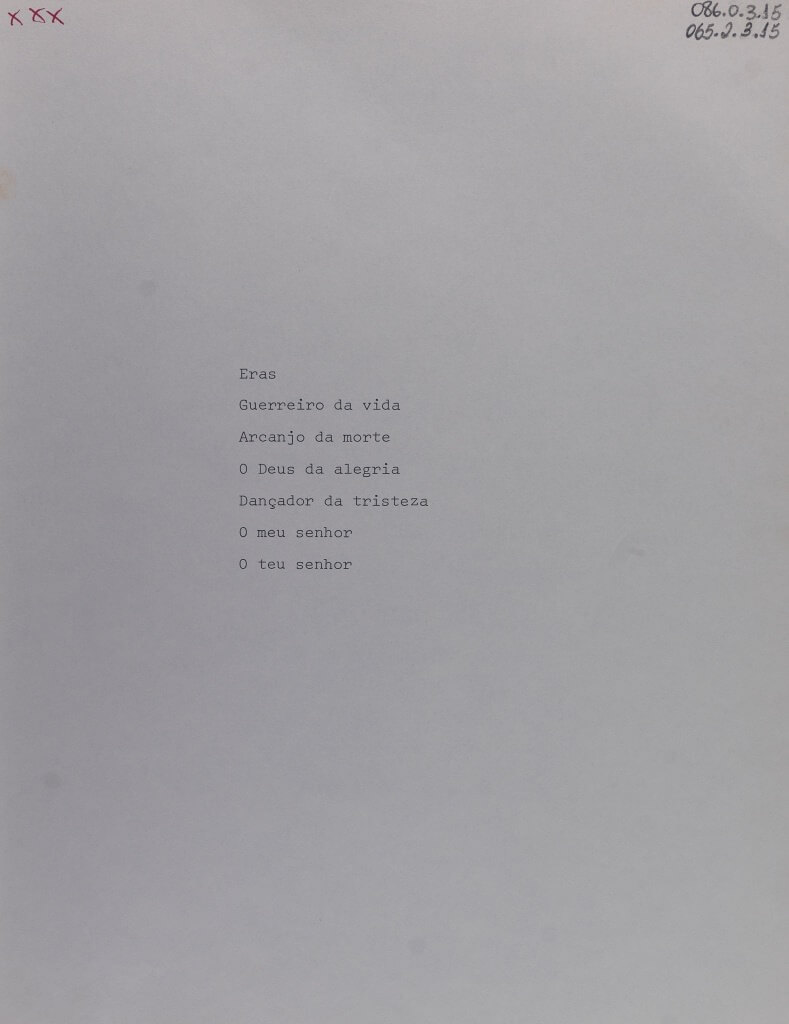 xxx
086.0.3.15
065.2.3.15
Eras
Guerreiro da vida
Arcanjo da morte
O Deus da alegria
Dançador da tristeza
O meu senhor
O teu senhor